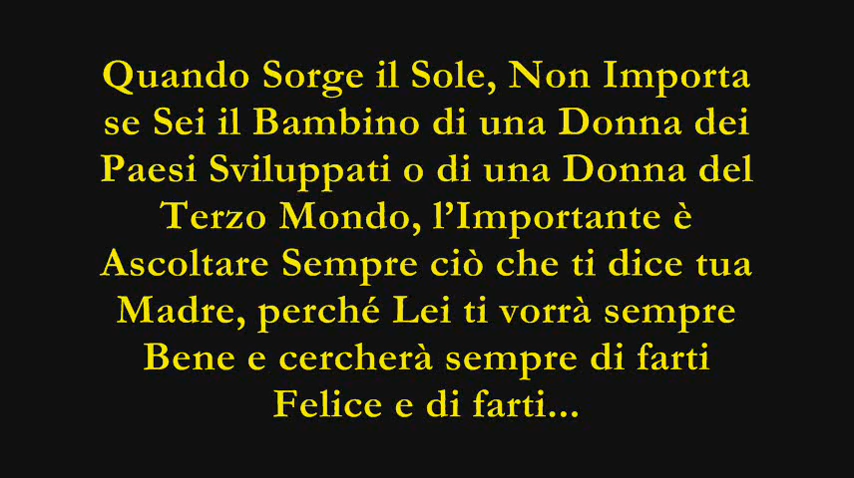 Quando Sorge il Sole, Non Importa
se Sei il Bambino di una Donna dei
Paesi Sviluppati o di una Donna del
Terzo Mondo, l’Importante è
Ascoltare Sempre ciò che ti dice tua
Madre, perché Lei ti vorrà sempre
Bene e cercherà sempre di farti
Felice e di farti...